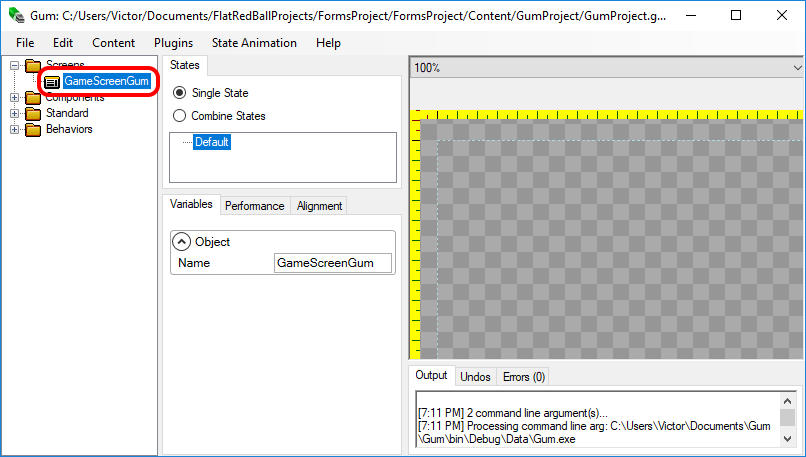 Gum: C:/Users/Victor/Documents/FlatRedBallProjects/FormsProject/FormsProject/Content/GumProject/GumProject.g...
File Edit Content Plugins State Animation Help
Screens
GameScreenGum
Components
Standard
Behaviors
States
Single State
Combine States
Default
Variables Performance Alignment
Object
Name GameScreenGum
100%
Output Undos Errors (0)
[7:11 PM] 2 command line argument(s)...
[7:11 PM] Processing command line arg: C:\Users\Victor\Documents\Gum
\Gum\bin\Debug\Data\Gum.exe